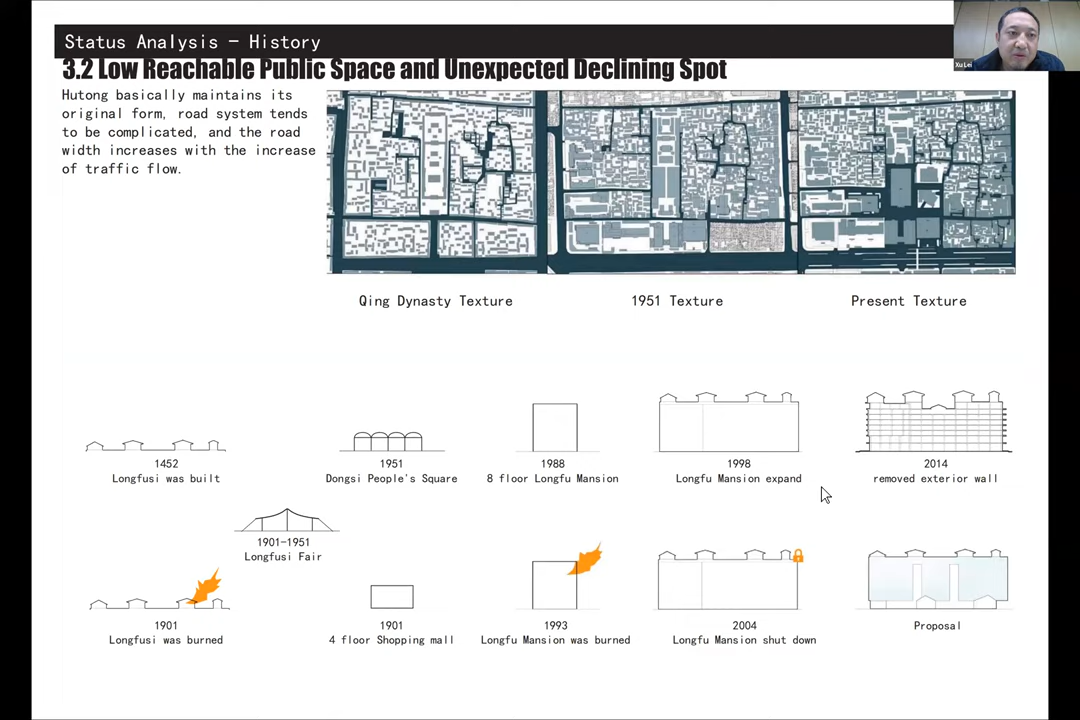 Status Analysis - History
3.2 Low Reachable Public Space and Unexpected Declining Spot
Hutong basically maintains its
original form, road system tends
to be complicated, and the road
width increases with the increase
of traffic flow.
Qing Dynasty Texture
1951 Texture
Present Texture
1452
Longfusi was built
1951
Dongsi People's Square
1988
8 floor Longfu Mansion
1998
Longfu Mansion expand
2014
removed exterior wall
1901-1951
Longfusi Fair
1901
Longfusi was burned
1901
4 floor Shopping mall
1993
Longfu Mansion was burned
2004
Longfu Mansion shut down
Proposal
Xu Lei